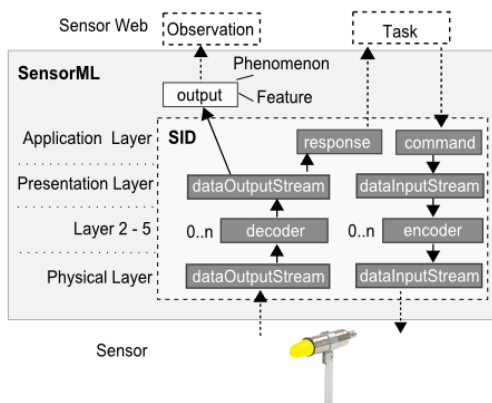 Sensor Web
Observation
Task
SensorML
Phenomenon
output
Feature
Application Layer
SID
response
command
Presentation Layer
dataOutputStream
dataInputStream
Layer 2 - 5
0..n
decoder
0..n
encoder
Physical Layer
dataOutputStream
dataInputStream
Sensor